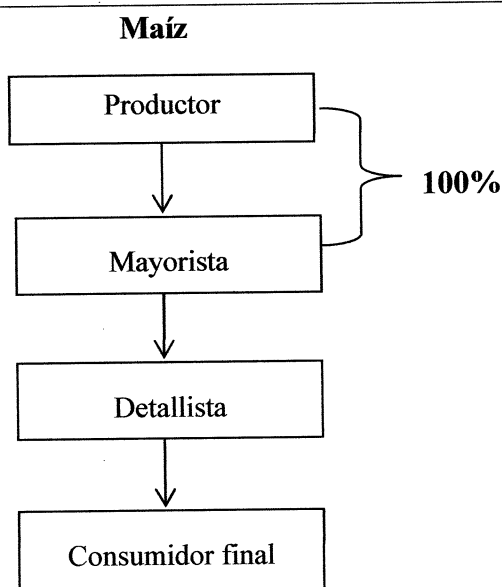 Maíz
Productor
100%
Mayorista
Detallista
Consumidor final